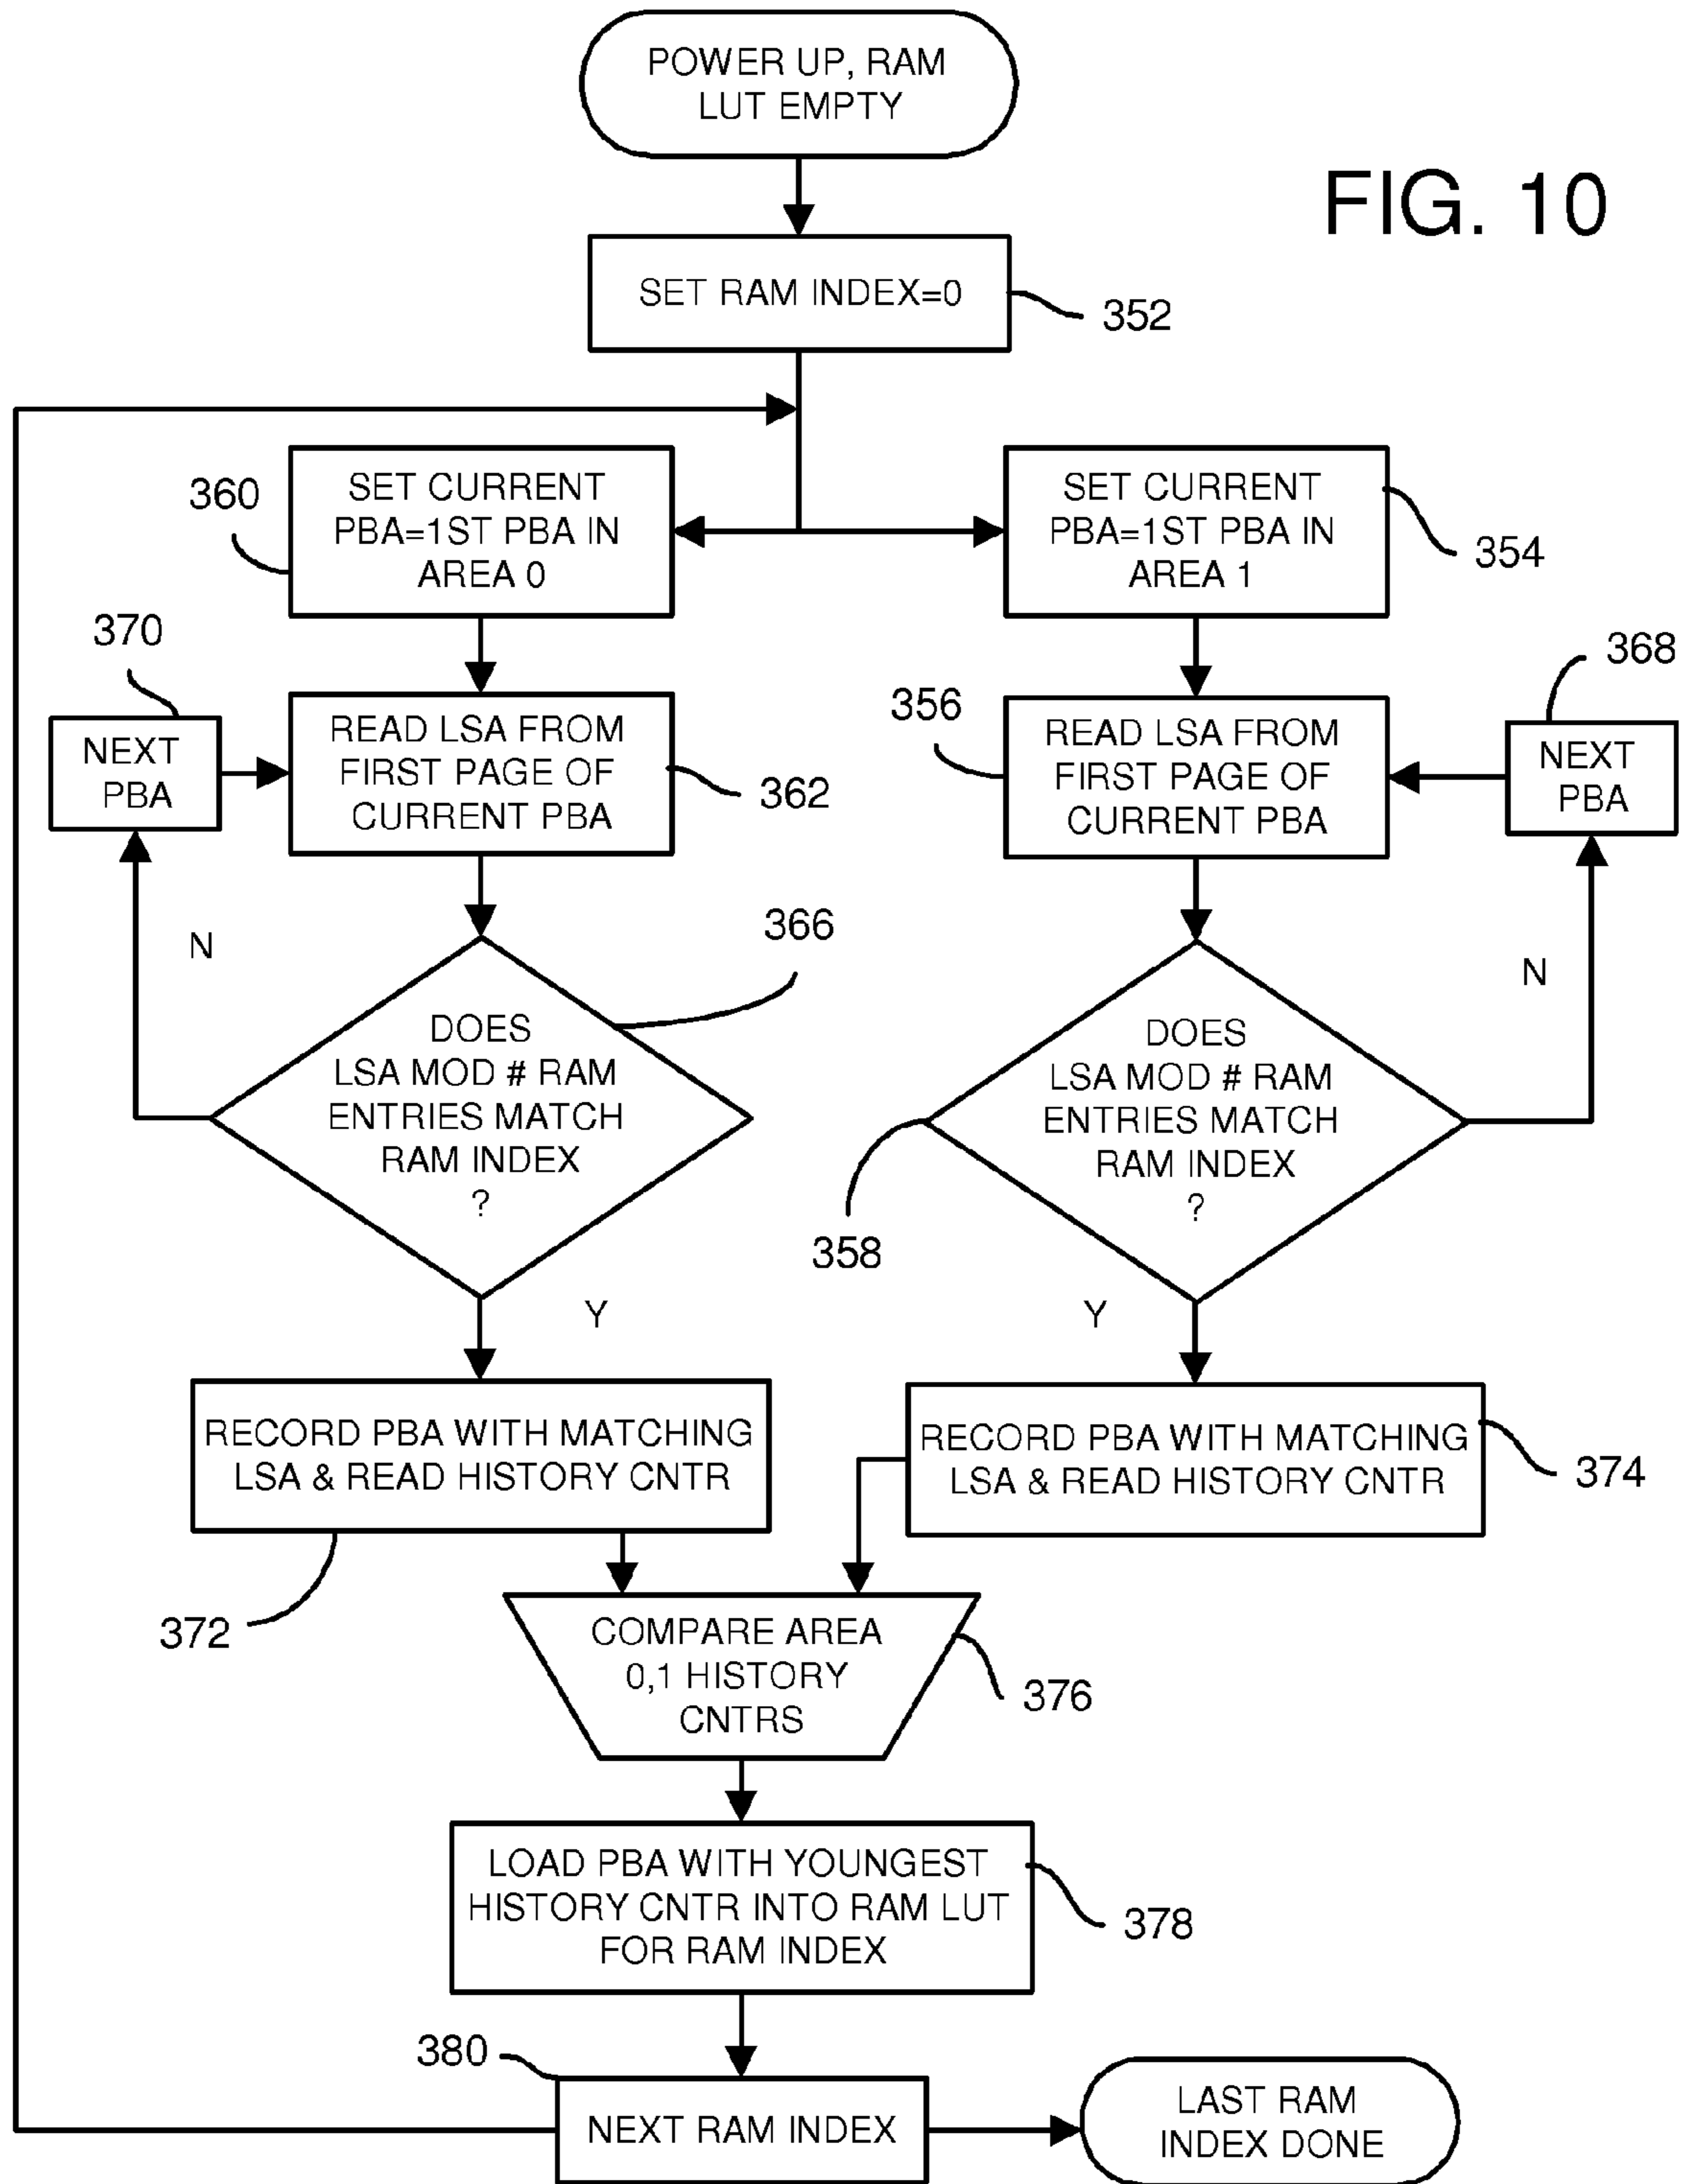 POWER UP, RAM
LUT EMPTY
FIG. 10
SET RAM INDEX=0
352
360
SET CURRENT
PBA=1ST PBA IN
AREA 0
SET CURRENT
PBA=1ST PBA IN
AREA 1
354
370
368
NEXT
PBA
READ LSA FROM
FIRST PAGE OF
CURRENT PBA
362
356
READ LSA FROM
FIRST PAGE OF
CURRENT PBA
NEXT
PBA
N
366
N
DOES
LSA MOD # RAM
ENTRIES MATCH
RAM INDEX
?
DOES
LSA MOD # RAM
ENTRIES MATCH
RAM INDEX
?
358
Y
Y
RECORD PBA WITH MATCHING
LSA & READ HISTORY CNTR
RECORD PBA WITH MATCHING
LSA & READ HISTORY CNTR
374
372
COMPARE AREA
0,1 HISTORY
CNTRS
376
LOAD PBA WITH YOUNGEST
HISTORY CNTR INTO RAM LUT
FOR RAM INDEX
378
380
NEXT RAM INDEX
LAST RAM
INDEX DONE